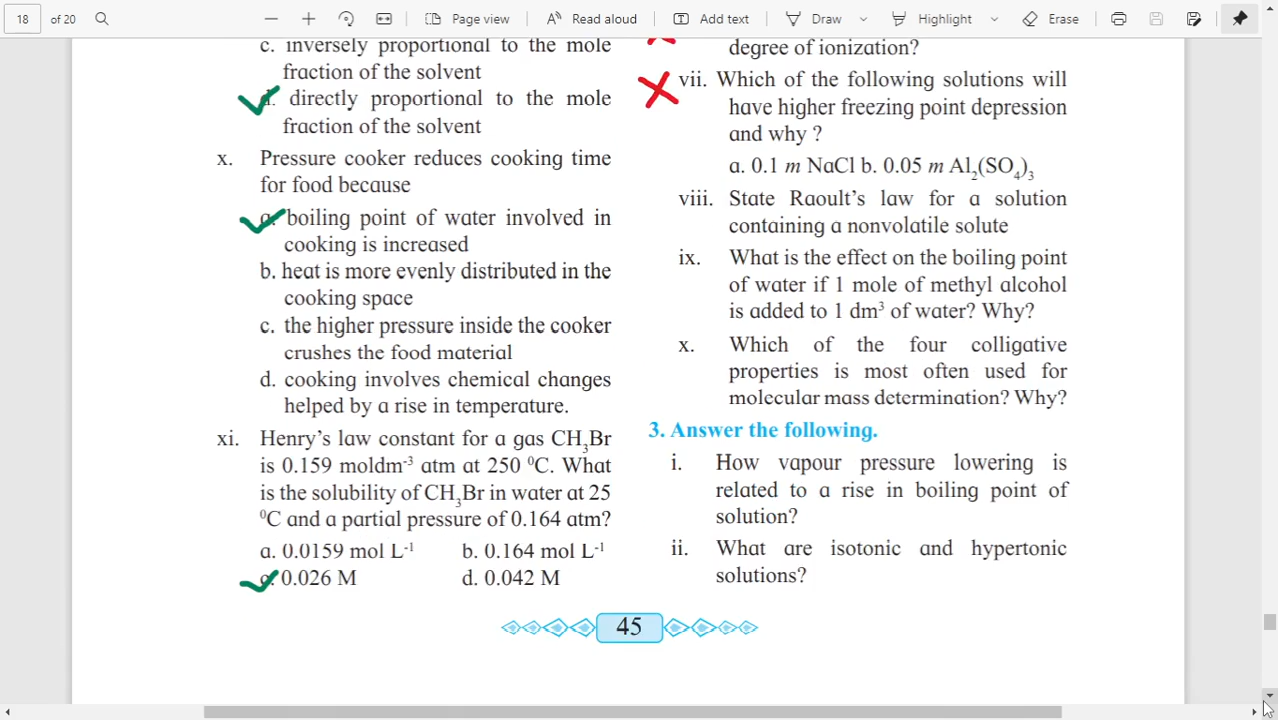 18 of 20 Page view Read aloud Add text Draw Highlight Erase
c. inversely proportional to the mole
fraction of the solvent
d. directly proportional to the mole
fraction of the solvent
x. Pressure cooker reduces cooking time
for food because
a. boiling point of water involved in
cooking is increased
b. heat is more evenly distributed in the
cooking space
c. the higher pressure inside the cooker
crushes the food material
d. cooking involves chemical changes
helped by a rise in temperature.
xi. Henry's law constant for a gas CH₃Br
is 0.159 moldm⁻³ atm at 250 ⁰C. What
is the solubility of CH₃Br in water at 25
⁰C and a partial pressure of 0.164 atm?
a. 0.0159 mol L⁻¹ b. 0.164 mol L⁻¹
c. 0.026 M d. 0.042 M
degree of ionization?
vii. Which of the following solutions will
have higher freezing point depression
and why ?
a. 0.1 m NaCl b. 0.05 m Al₂(SO₄)₃
viii. State Raoult's law for a solution
containing a nonvolatile solute
ix. What is the effect on the boiling point
of water if 1 mole of methyl alcohol
is added to 1 dm³ of water? Why?
x. Which of the four colligative
properties is most often used for
molecular mass determination? Why?
3. Answer the following.
i. How vapour pressure lowering is
related to a rise in boiling point of
solution?
ii. What are isotonic and hypertonic
solutions?
45